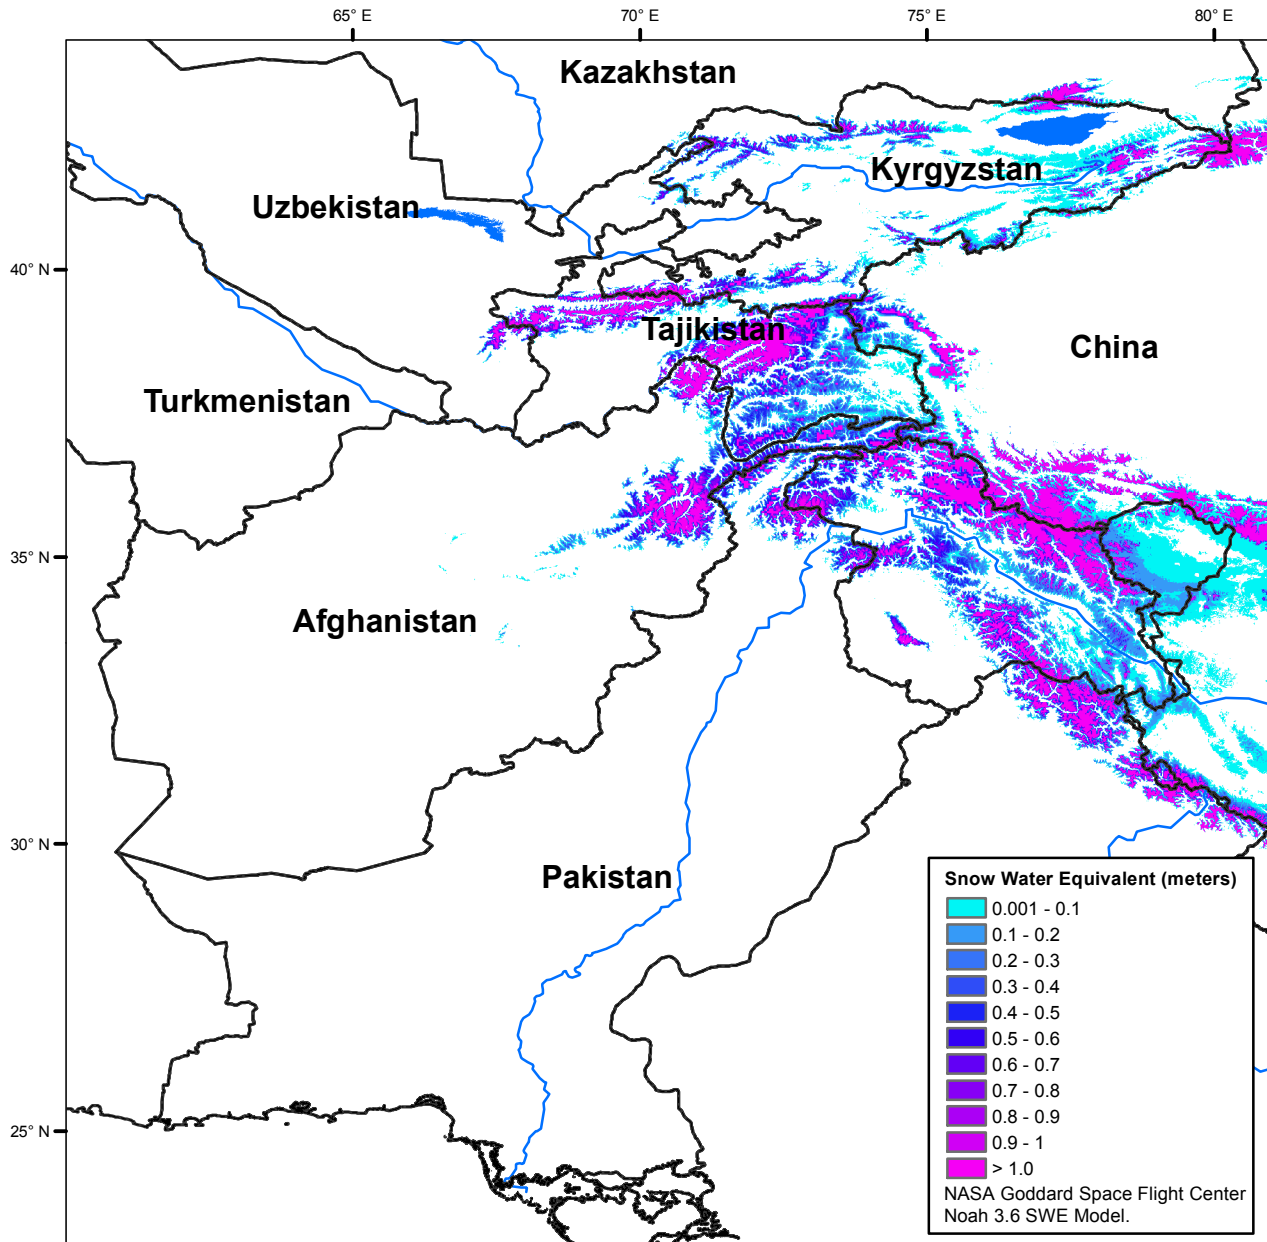 65° E
70° E
75° E
80° E
Kazakhstan
Kyrgyzstan
Uzbekistan
40° N
Tajikistan
China
Turkmenistan
35° N
Afghanistan
30° N
Pakistan
Snow Water Equivalent (meters)
0.001 - 0.1
0.1 - 0.2
0.2 - 0.3
0.3 - 0.4
0.4 - 0.5
0.5 - 0.6
0.6 - 0.7
0.7 - 0.8
0.8 - 0.9
0.9 - 1
> 1.0
25° N
NASA Goddard Space Flight Center
Noah 3.6 SWE Model.